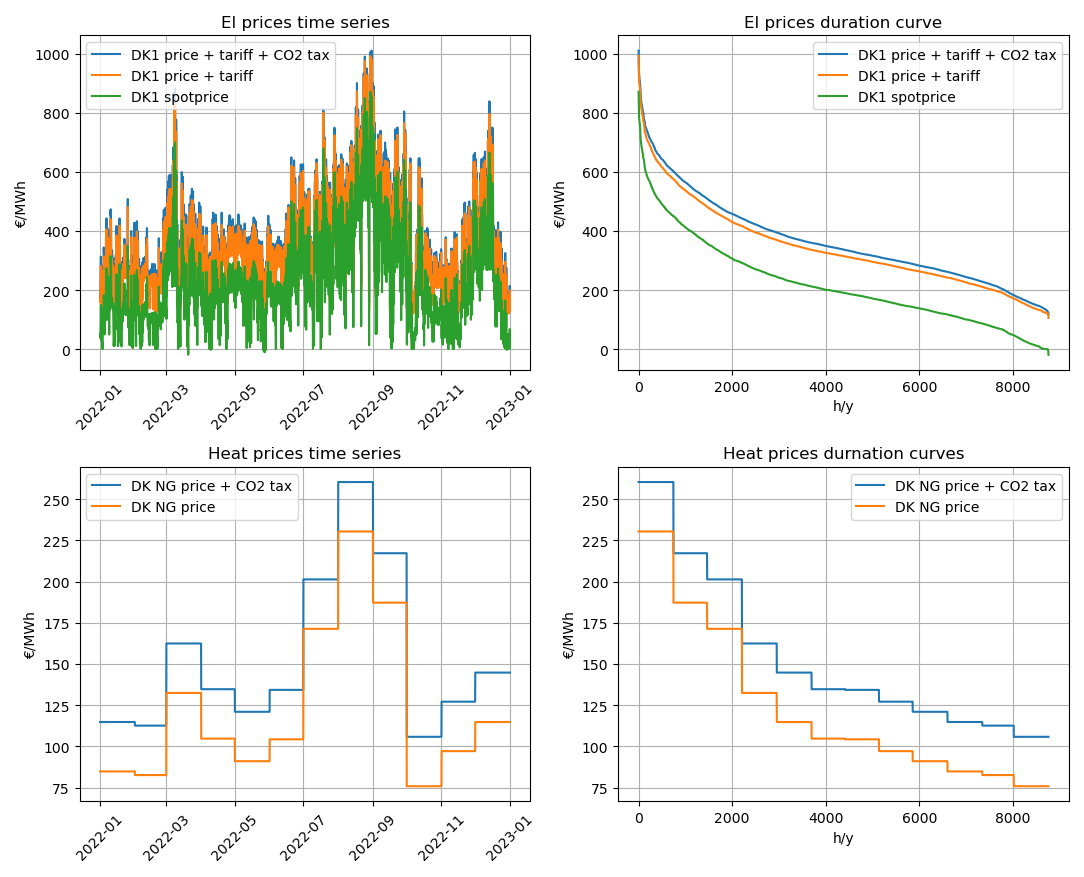 El prices time series
€/MWh
1000
800
600
400
200
0
DK1 price + tariff + CO2 tax
DK1 price + tariff
DK1 spotprice
2022-01
2022-03
2022-05
2022-07
2022-09
2022-11
2023-01
El prices duration curve
€/MWh
1000
800
600
400
200
0
DK1 price + tariff + CO2 tax
DK1 price + tariff
DK1 spotprice
0
2000
4000
6000
8000
h/y
Heat prices time series
€/MWh
250
225
200
175
150
125
100
75
DK NG price + CO2 tax
DK NG price
2022-01
2022-03
2022-05
2022-07
2022-09
2022-11
2023-01
Heat prices durnation curves
€/MWh
250
225
200
175
150
125
100
75
DK NG price + CO2 tax
DK NG price
0
2000
4000
6000
8000
h/y